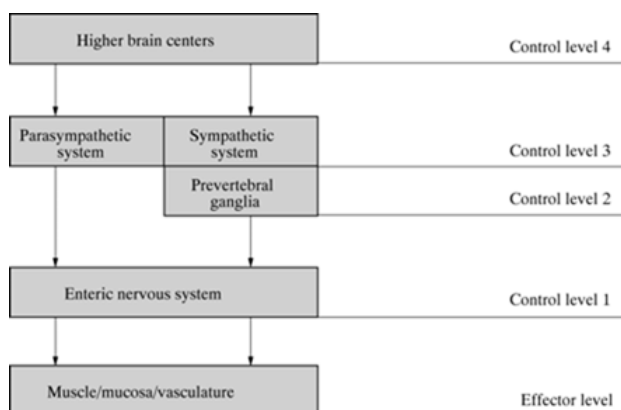 Higher brain centers
Control level 4
Parasympathetic
system
Sympathetic
system
Control level 3
Prevertebral
ganglia
Control level 2
Enteric nervous system
Control level 1
Muscle/mucosa/vasculature
Effector level